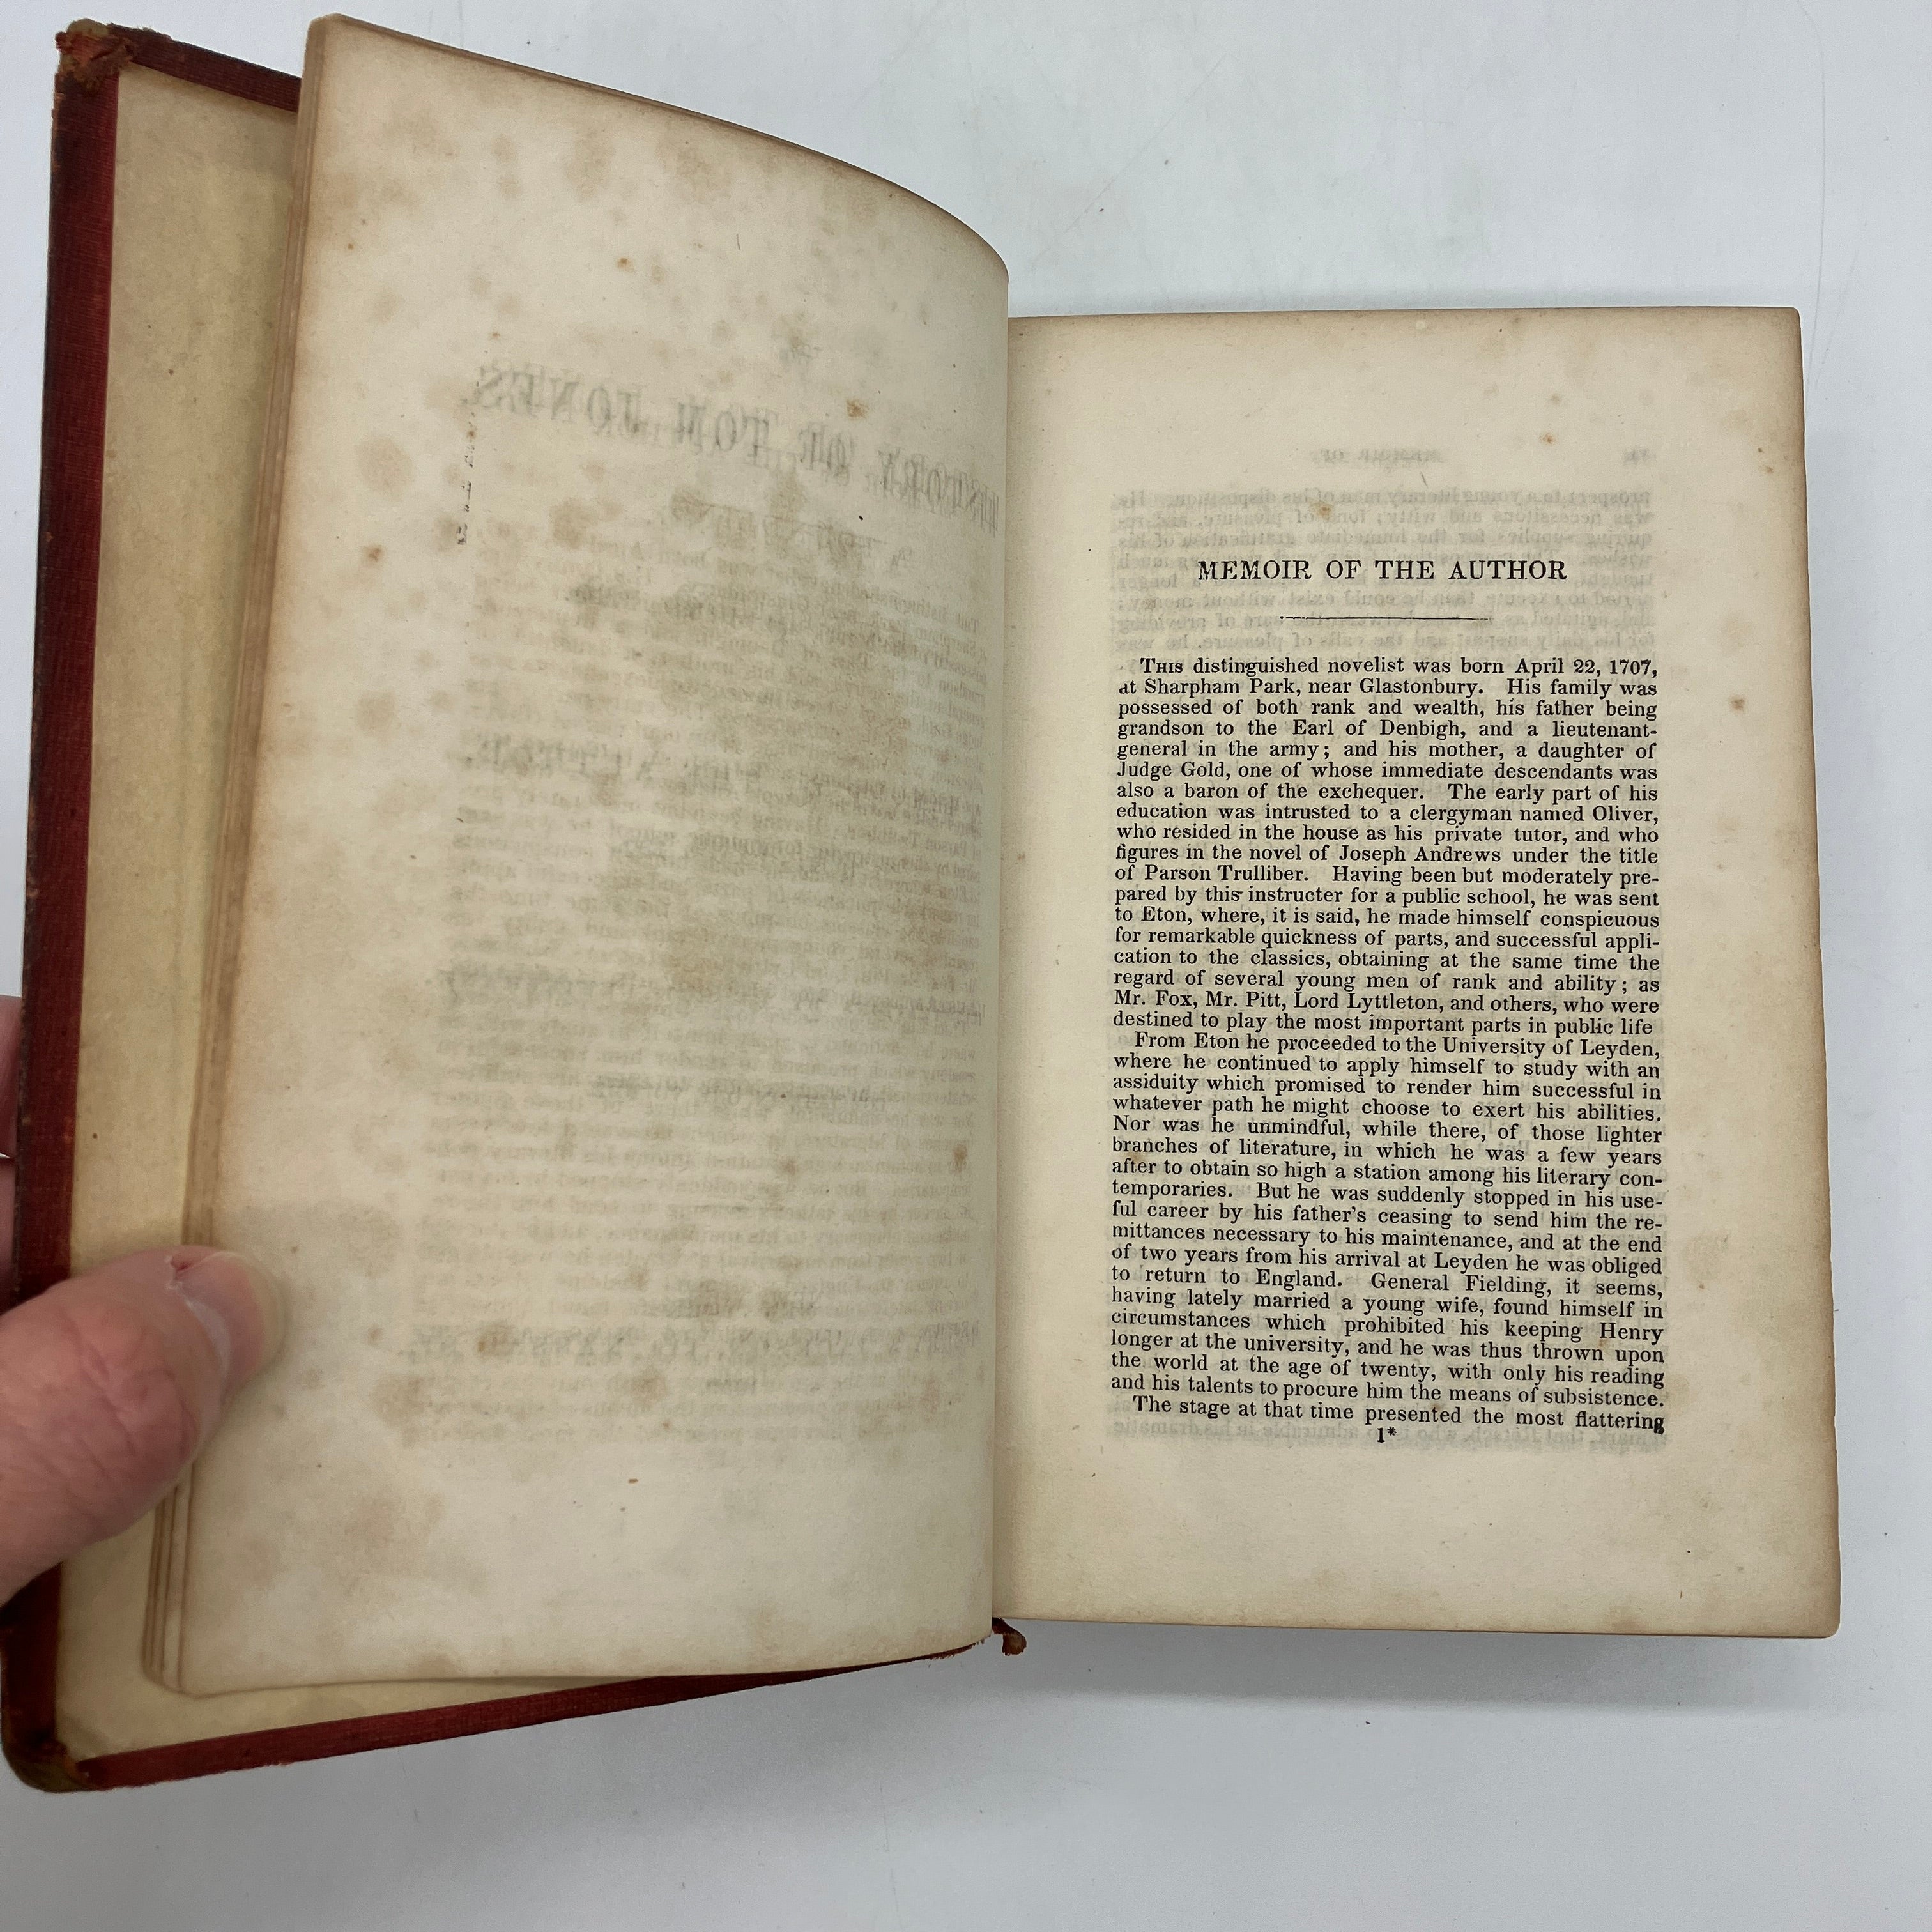 HISTORY OF TOM JONES,
MEMOIR OF
MEMOIR OF THE AUTHOR
THIS distinguished novelist was born April 22, 1707,
at Sharpham Park, near Glastonbury. His family was
possessed of both rank and wealth, his father being
grandson to the Earl of Denbigh, and a lieutenant-
general in the army; and his mother, a daughter of
Judge Gold, one of whose immediate descendants was
also a baron of the exchequer. The early part of his
education was intrusted to a clergyman named Oliver,
who resided in the house as his private tutor, and who
figures in the novel of Joseph Andrews under the title
of Parson Trulliber. Having been but moderately pre-
pared by this instructer for a public school, he was sent
to Eton, where, it is said, he made himself conspicuous
for remarkable quickness of parts, and successful appli-
cation to the classics, obtaining at the same time the
regard of several young men of rank and ability; as
Mr. Fox, Mr. Pitt, Lord Lyttleton, and others, who were
destined to play the most important parts in public life
From Eton he proceeded to the University of Leyden,
where he continued to apply himself to study with an
assiduity which promised to render him successful in
whatever path he might choose to exert his abilities.
Nor was he unmindful, while there, of those lighter
branches of literature, in which he was a few years
after to obtain so high a station among his literary con-
temporaries. But he was suddenly stopped in his use-
ful career by his father's ceasing to send him the re-
mittances necessary to his maintenance, and at the end
of two years from his arrival at Leyden he was obliged
to return to England. General Fielding, it seems,
having lately married a young wife, found himself in
circumstances which prohibited his keeping Henry
longer at the university, and he was thus thrown upon
the world at the age of twenty, with only his reading
and his talents to procure him the means of subsistence.
The stage at that time presented the most flattering
1*